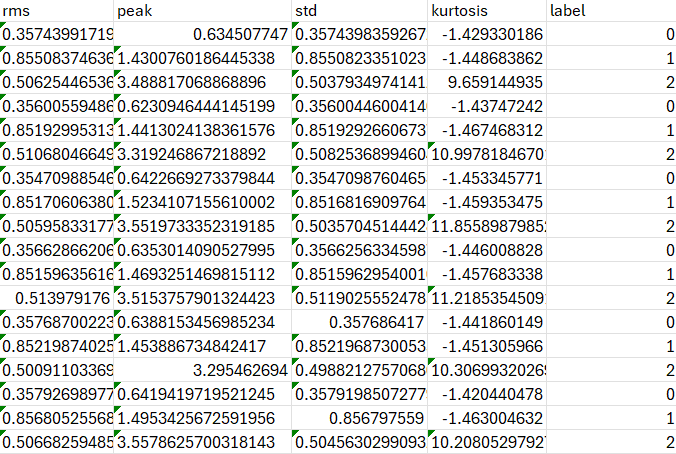 rms peak std kurtosis label
0.35743991719 0.634507747 0.3574398359267 -1.429330186 0
0.85508374636 1.4300760186445338 0.8550823351023 -1.448683862 1
0.50625446536 3.488817068868896 0.5037934974141 9.659144935 2
0.35600559486 0.6230946444145199 0.3560044600414 -1.43747242 0
0.85192995313 1.4413024138361576 0.8519292660673 -1.467468312 1
0.51068046649 3.319246867218892 0.508253689946 10.9978184670 2
0.35470988546 0.6422669273379844 0.3547098760465 -1.453345771 0
0.85170606380 1.5234107155610002 0.8516816909764 -1.459353475 1
0.50595833177 3.5519733352319185 0.5035704514442 11.8558987985 2
0.35662866206 0.6353014090527995 0.3566256334598 -1.446008828 0
0.85159635616 1.4693251469815112 0.8515962954001 -1.457683338 1
0.513979176 3.5153757901324423 0.5119025552478 11.2185354509 2
0.35768700223 0.6388153456985234 0.357686417 -1.441860149 0
0.85219874025 1.453886734842417 0.8521968730053 -1.451305966 1
0.50091103369 3.295462694 0.498821275706 10.3069932026 2
0.35792698977 0.6419419719521245 0.3579198507277 -1.420440478 0
0.85680525568 1.4953425672591956 0.856797559 -1.463004632 1
0.50668259485 3.5578625700318143 0.5045630299093 10.2080529792 2